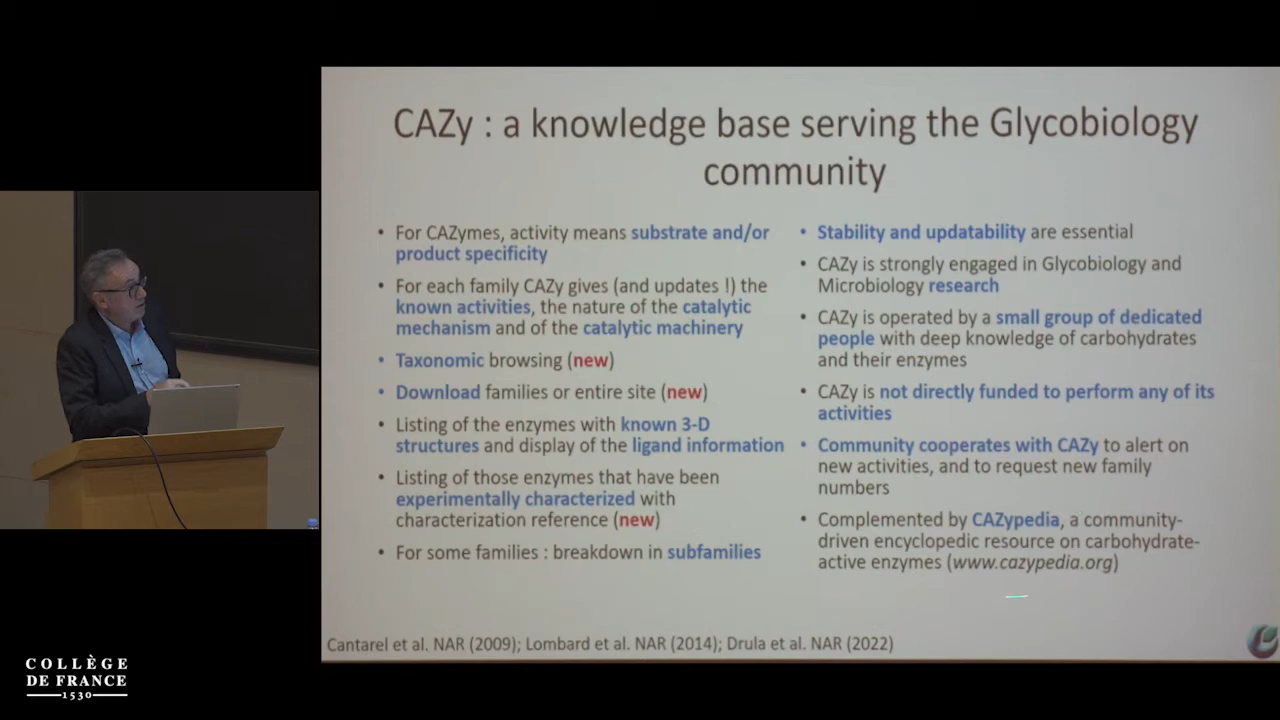 CAZy : a knowledge base serving the Glycobiology
community
• For CAZymes, activity means substrate and/or
product specificity
• For each family CAZy gives (and updates !) the
known activities, the nature of the catalytic
mechanism and of the catalytic machinery
• Taxonomic browsing (new)
• Download families or entire site (new)
• Listing of the enzymes with known 3-D
structures and display of the ligand information
• Listing of those enzymes that have been
experimentally characterized with
characterization reference (new)
• For some families : breakdown in subfamilies
• Stability and updatability are essential
• CAZy is strongly engaged in Glycobiology and
Microbiology research
• CAZy is operated by a small group of dedicated
people with deep knowledge of carbohydrates
and their enzymes
• CAZy is not directly funded to perform any of its
activities
• Community cooperates with CAZy to alert on
new activities, and to request new family
numbers
• Complemented by CAZypedia, a community-
driven encyclopedic resource on carbohydrate-
active enzymes (www.cazypedia.org)
Cantarel et al. NAR (2009); Lombard et al. NAR (2014); Drula et al. NAR (2022)
COLLÈGE
DE FRANCE
1530